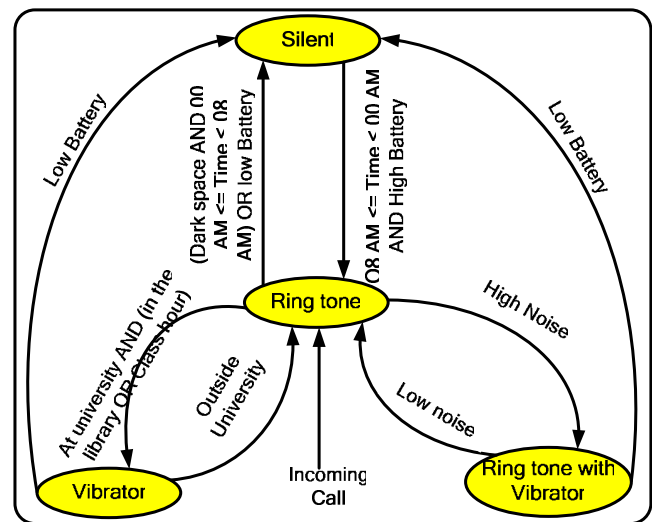 Silent
Low Battery
(Dark space AND 00
AM <= Time < 08
AM) OR low Battery
08 AM <= Time < 00 AM
AND High Battery
Low Battery
Ring tone
At university AND (in the
library OR Class hour)
Outside
University
High Noise
Low noise
Incoming
Call
Vibrator
Ring tone with
Vibrator